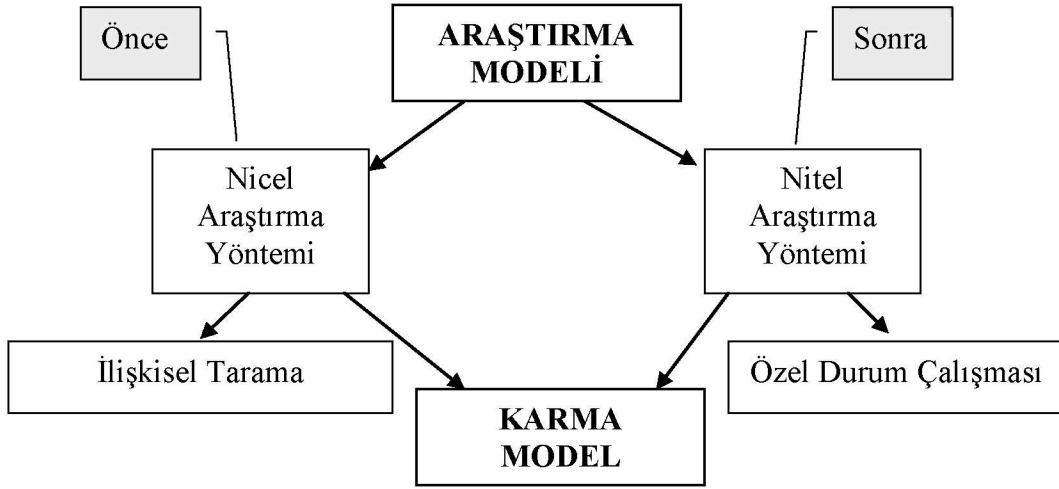 Önce
ARAŞTIRMA
MODELİ
Sonra
Nicel
Araştırma
Yöntemi
Nitel
Araştırma
Yöntemi
İlişkisel Tarama
Özel Durum Çalışması
KARMA
MODEL